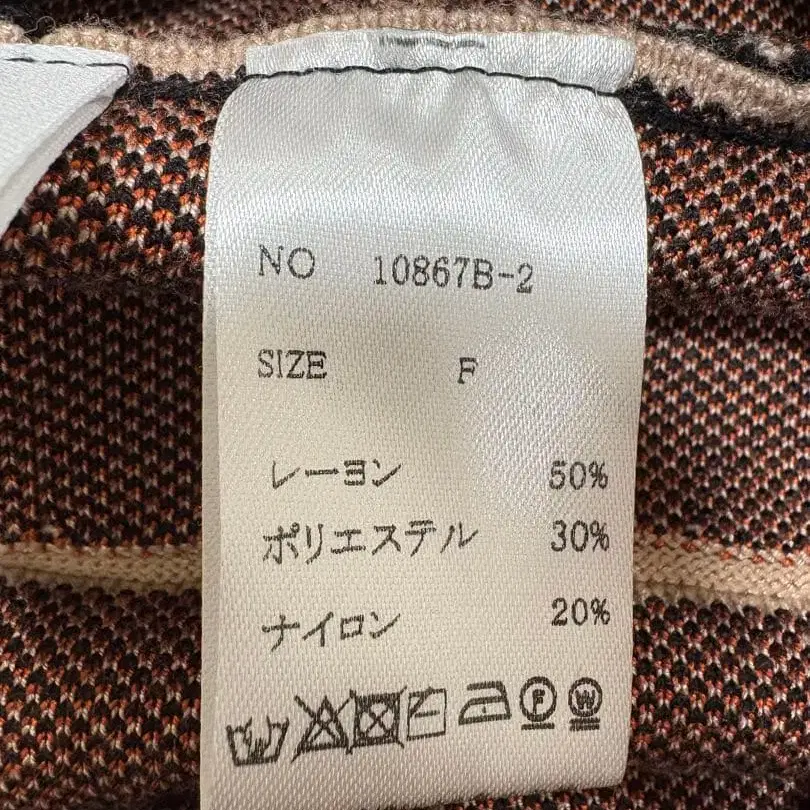 NO 10867B-2
SIZE F
レーヨン 50%
ポリエステル 30%
ナイロン 20%
F W